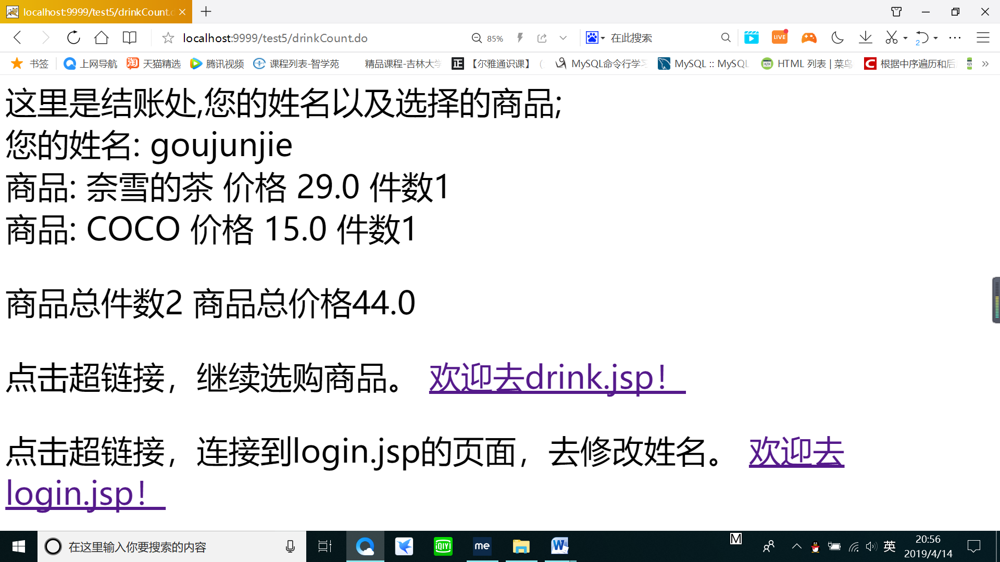 localhost:9999/test5/drinkCount.d
localhost:9999/test5/drinkCount.do
85%
在此搜索
LIVE
2
书签
上网导航
天猫精选
腾讯视频
课程列表-智学苑
精品课程-吉林大学
【尔雅通识课】
MySQL命令行学习
MySQL :: MySQL
HTML 列表 | 菜鸟
根据中序遍历和后
这里是结账处,您的姓名以及选择的商品;
您的姓名: goujunjie
商品: 奈雪的茶 价格 29.0 件数1
商品: COCO 价格 15.0 件数1
商品总件数2 商品总价格44.0
点击超链接，继续选购商品。 欢迎去drink.jsp！
点击超链接，连接到login.jsp的页面，去修改姓名。 欢迎去
login.jsp！
在这里输入你要搜索的内容
iQIYI
me
W
M
英
20:56
2019/4/14